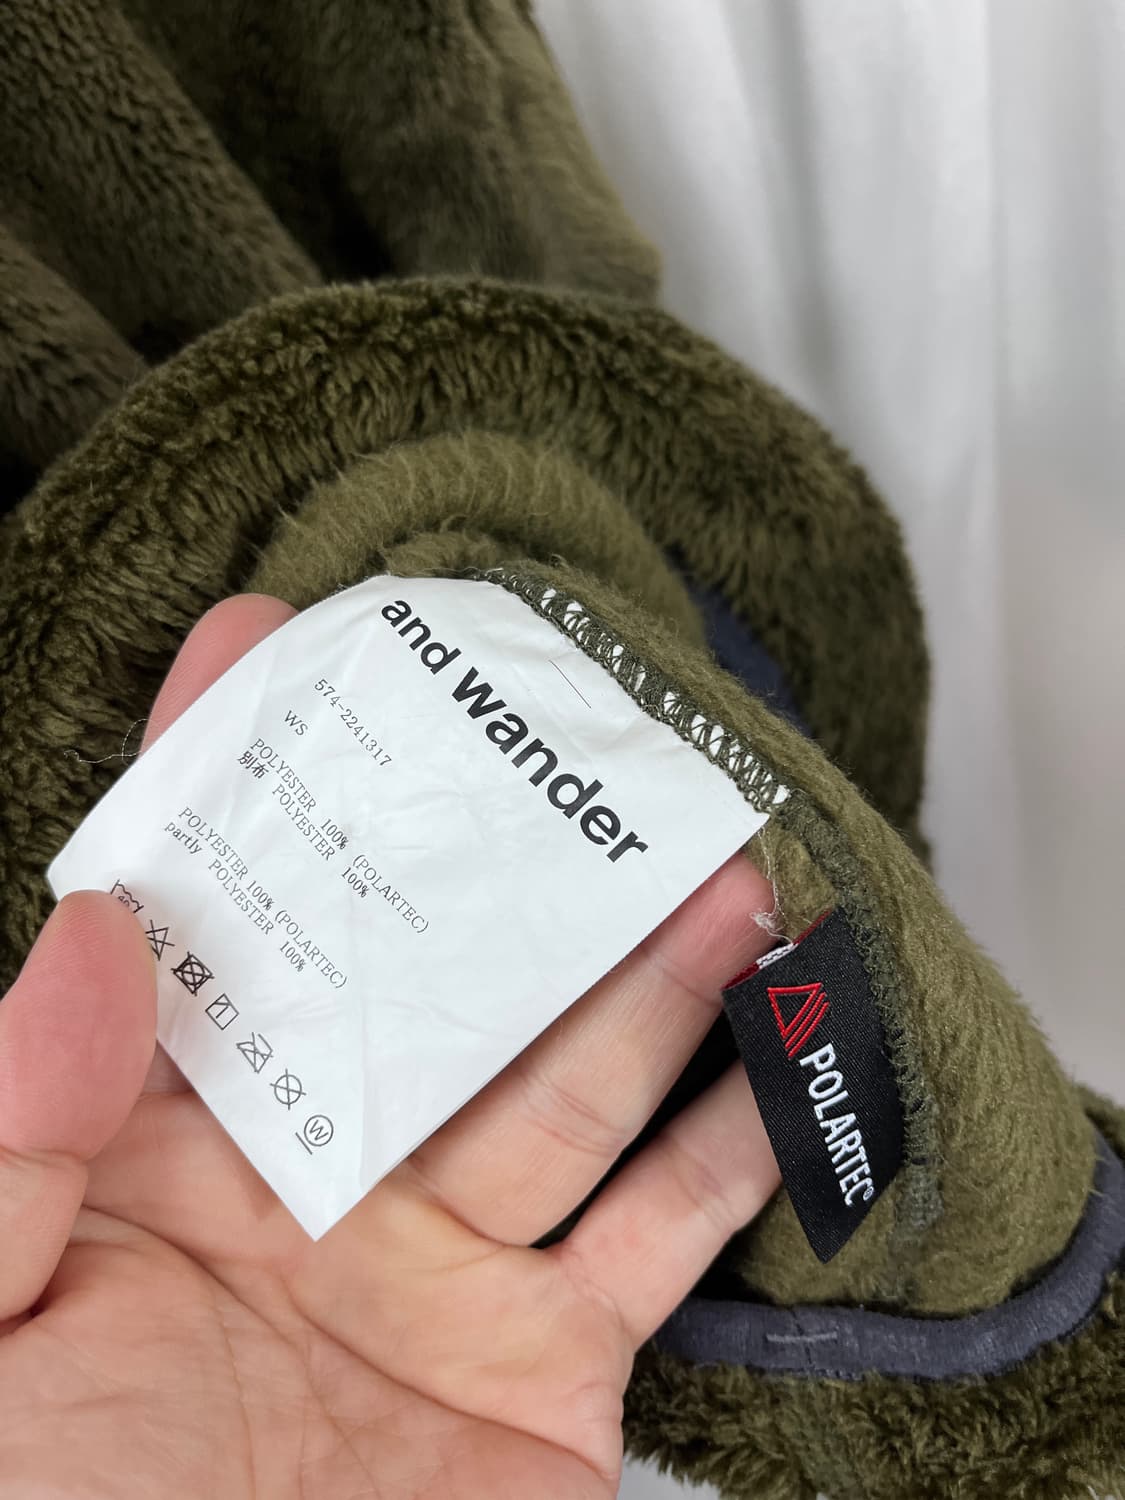 and wander
574-2241317
WS
POLYESTER 100% (POLARTEC)
別布 POLYESTER 100%
POLYESTER 100% (POLARTEC)
partly POLYESTER 100%
40
W
POLARTEC®